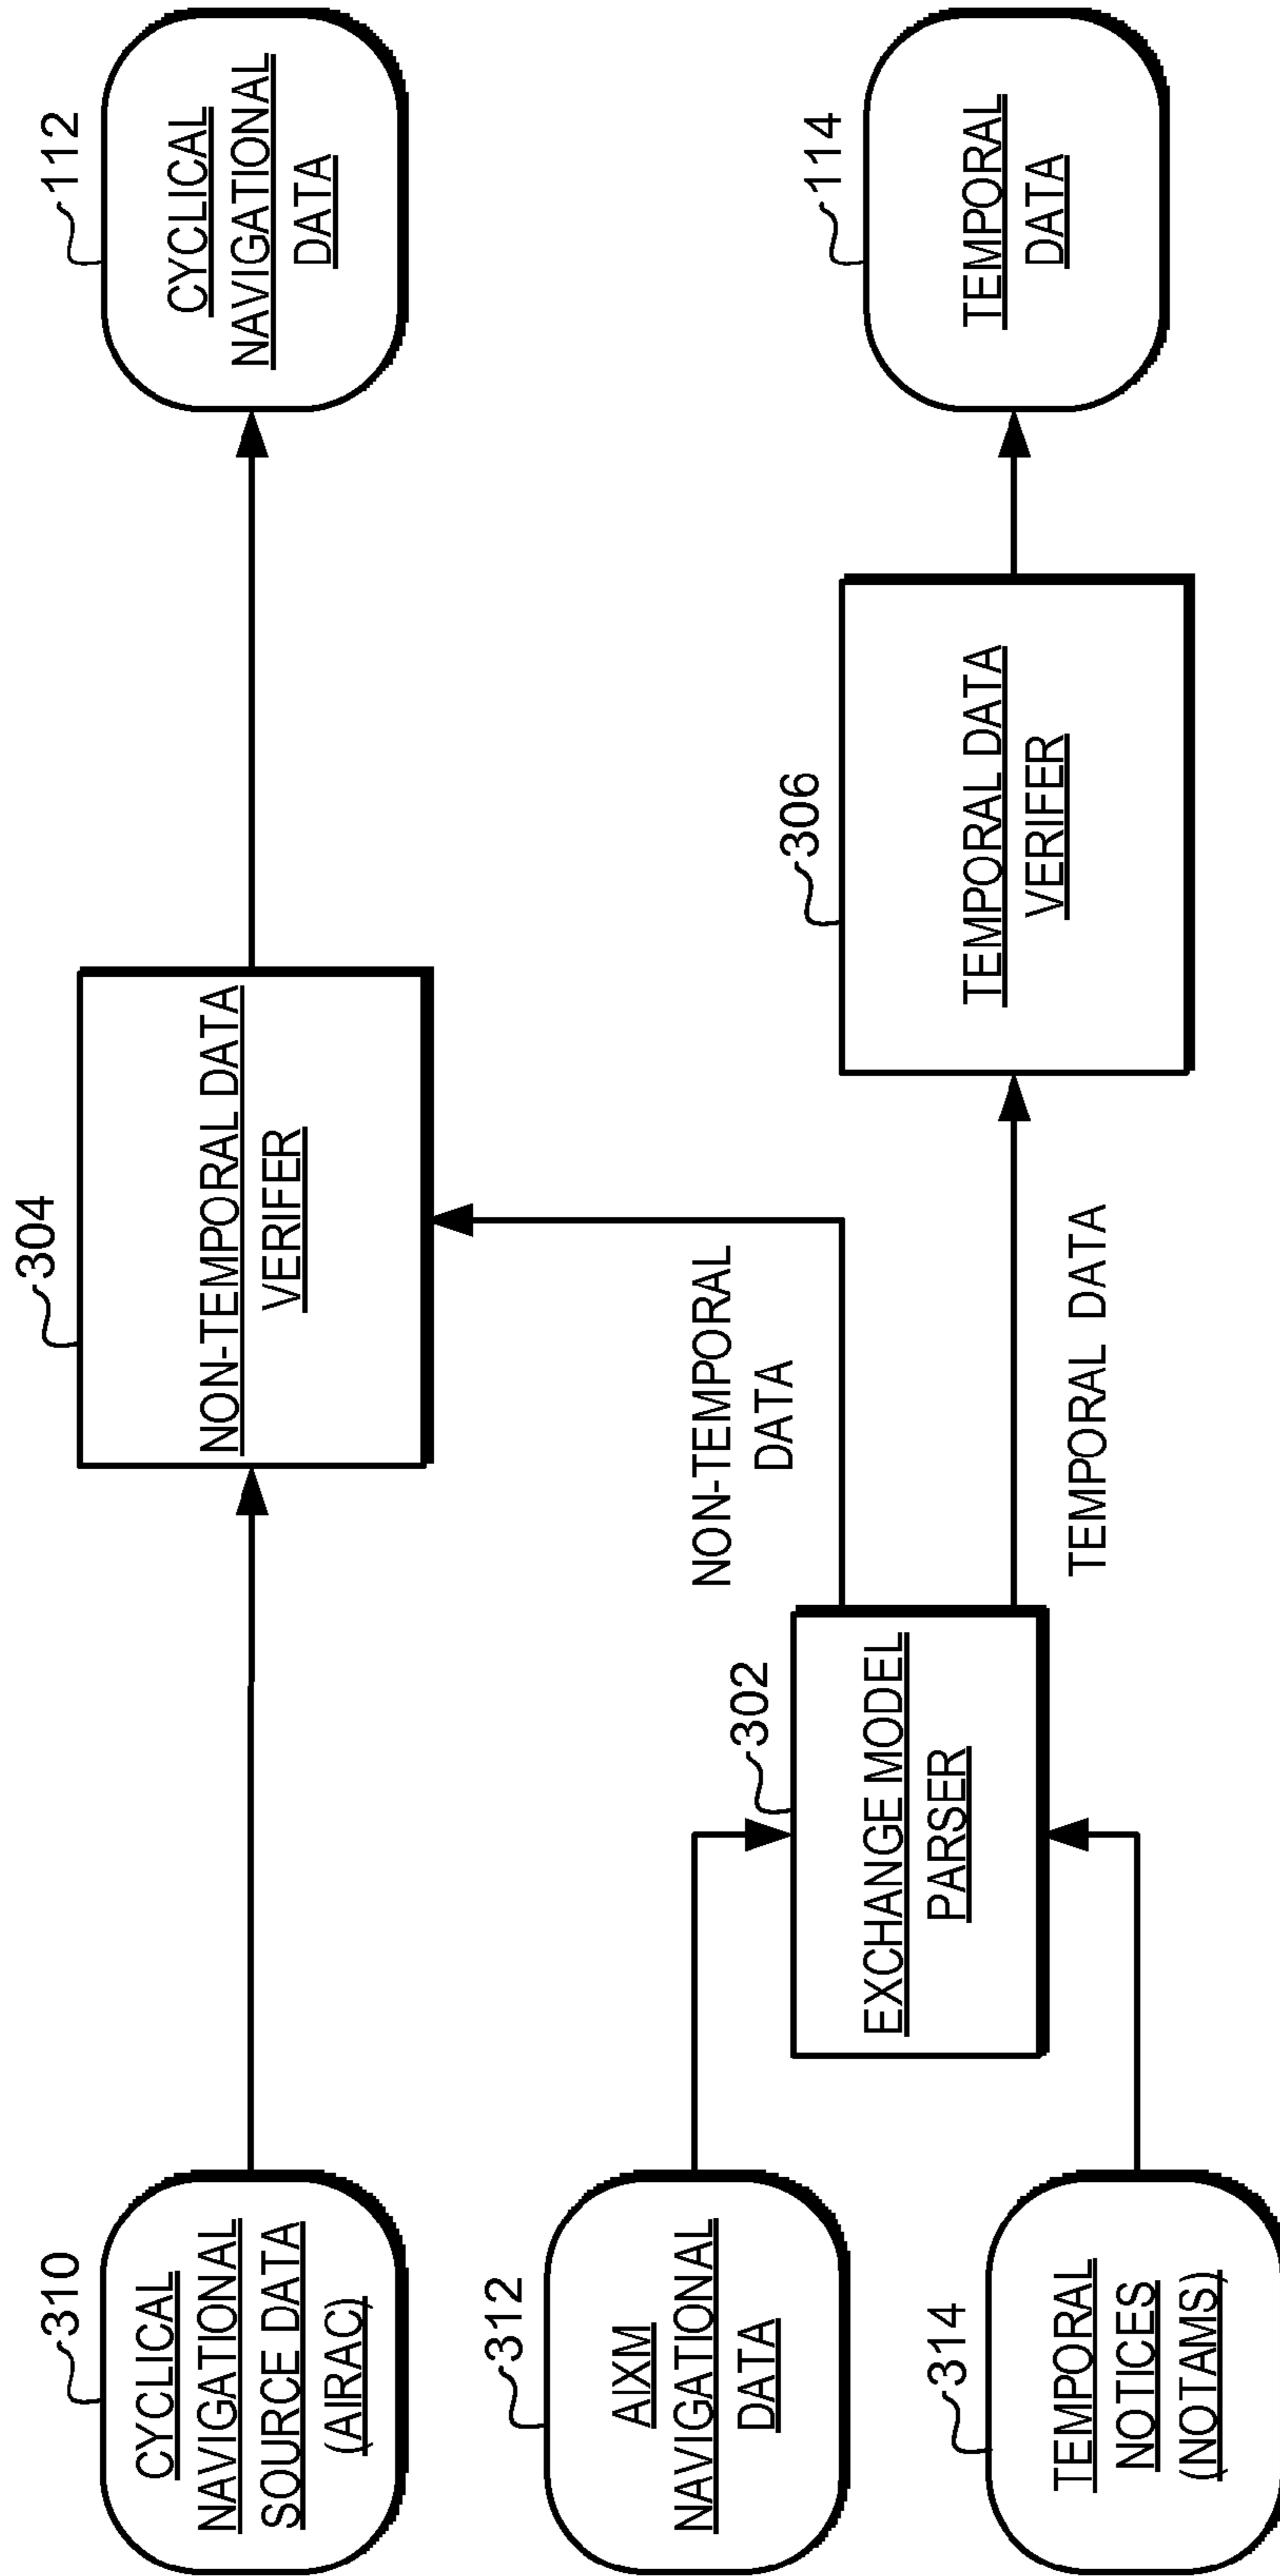 310
CYCLICAL
NAVIGATIONAL
SOURCE DATA
(AIRAC)
304
NON-TEMPORAL DATA
VERIFER
112
CYCLICAL
NAVIGATIONAL
DATA
312
AIXM
NAVIGATIONAL
DATA
314
TEMPORAL
NOTICES
(NOTAMS)
302
EXCHANGE MODEL
PARSER
NON-TEMPORAL
DATA
TEMPORAL DATA
306
TEMPORAL DATA
VERIFER
114
TEMPORAL
DATA